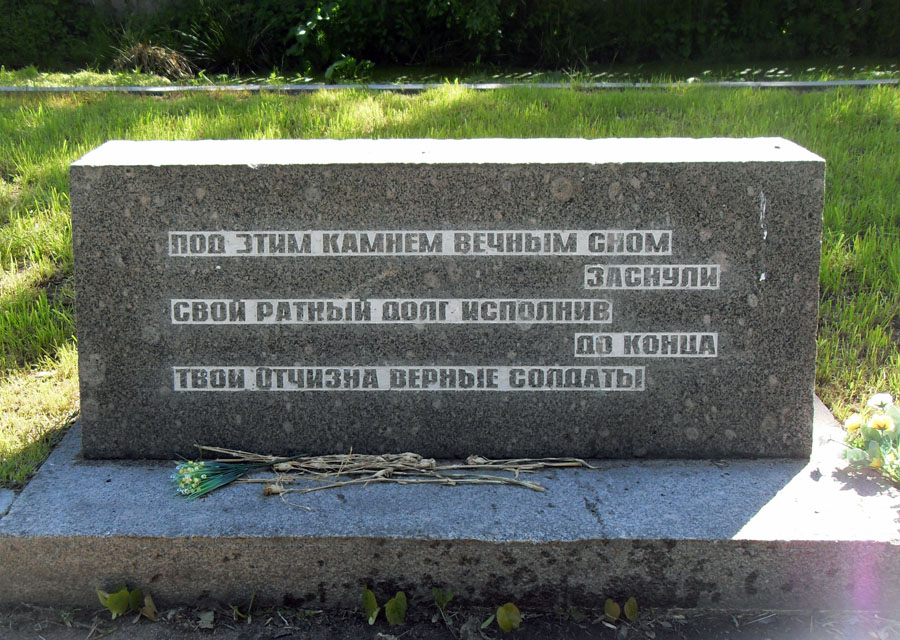 ПОД ЭТИМ КАМНЕМ ВЕЧНЫМ СНОМ
ЗАСНУЛИ
СВОЙ РАТНЫЙ ДОЛГ ИСПОЛНИВ
ДО КОНЦА
ТВОИ ОТЧИЗНА ВЕРНЫЕ СОЛДАТЫ